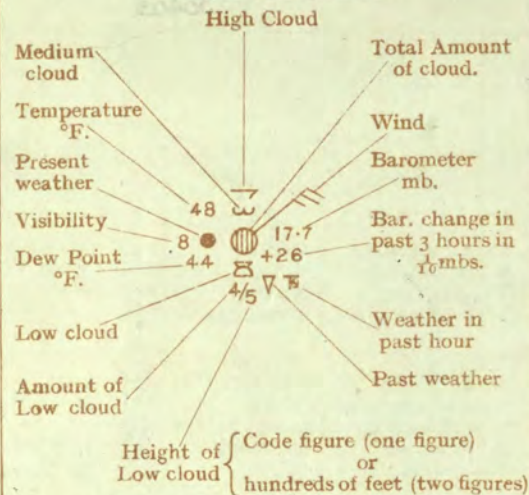 High Cloud
Medium
cloud
Total Amount
of cloud.
Temperature
°F.
Wind
Present
weather
Barometer
mb.
Visibility
Bar. change in
past 3 hours in
1/10 mbs.
Dew Point
°F.
48
8
17·7
44
+26
4/5
Low cloud
Weather in
past hour
Amount of
Low cloud
Past weather
Height of
Low cloud
Code figure (one figure)
or
hundreds of feet (two figures)